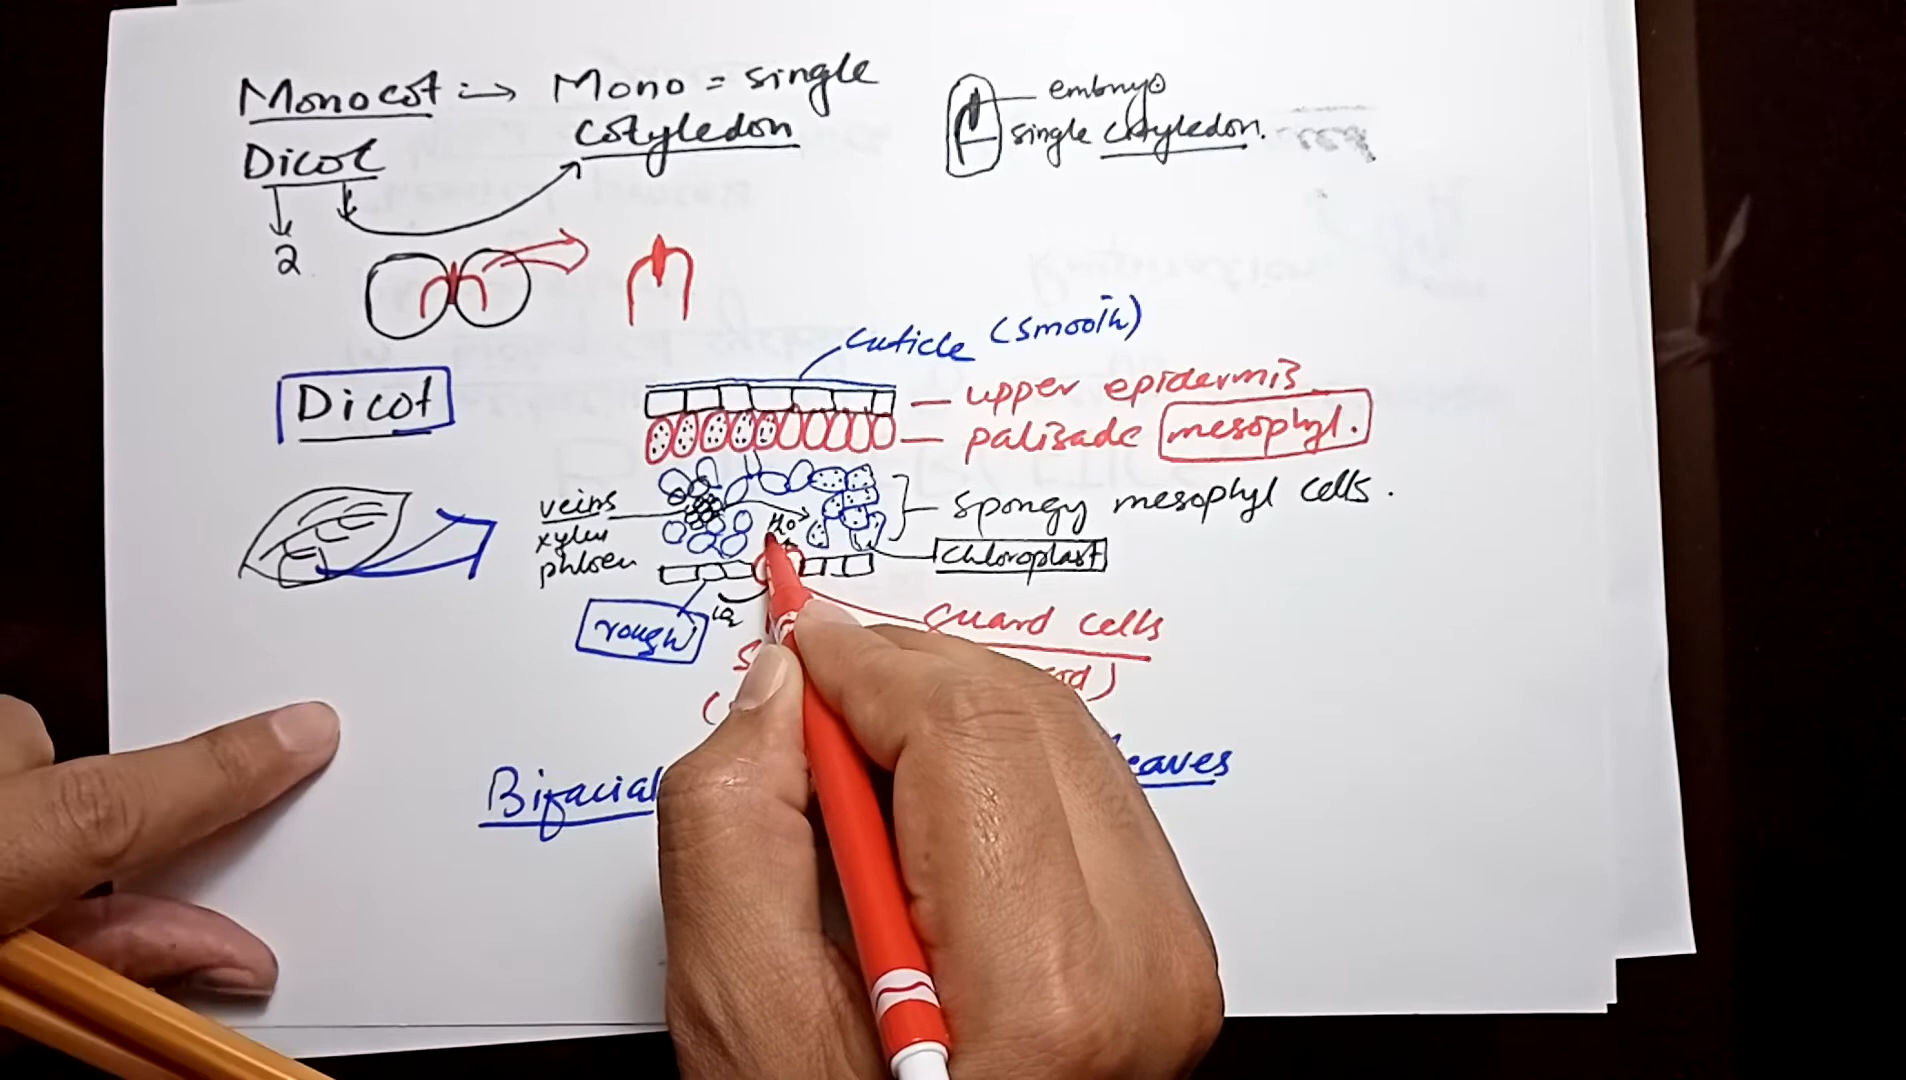 Monocot :→ Mono = single
cotyledon
Dicot
2
embryo
single cotyledon.
cuticle (smooth)
Dicot
upper epidermis
palisade mesophyl.
veins
xylem
phloem
H₂O
spongy mesophyl cells.
chloroplast
rough
guard cells
Bifacial
leaves